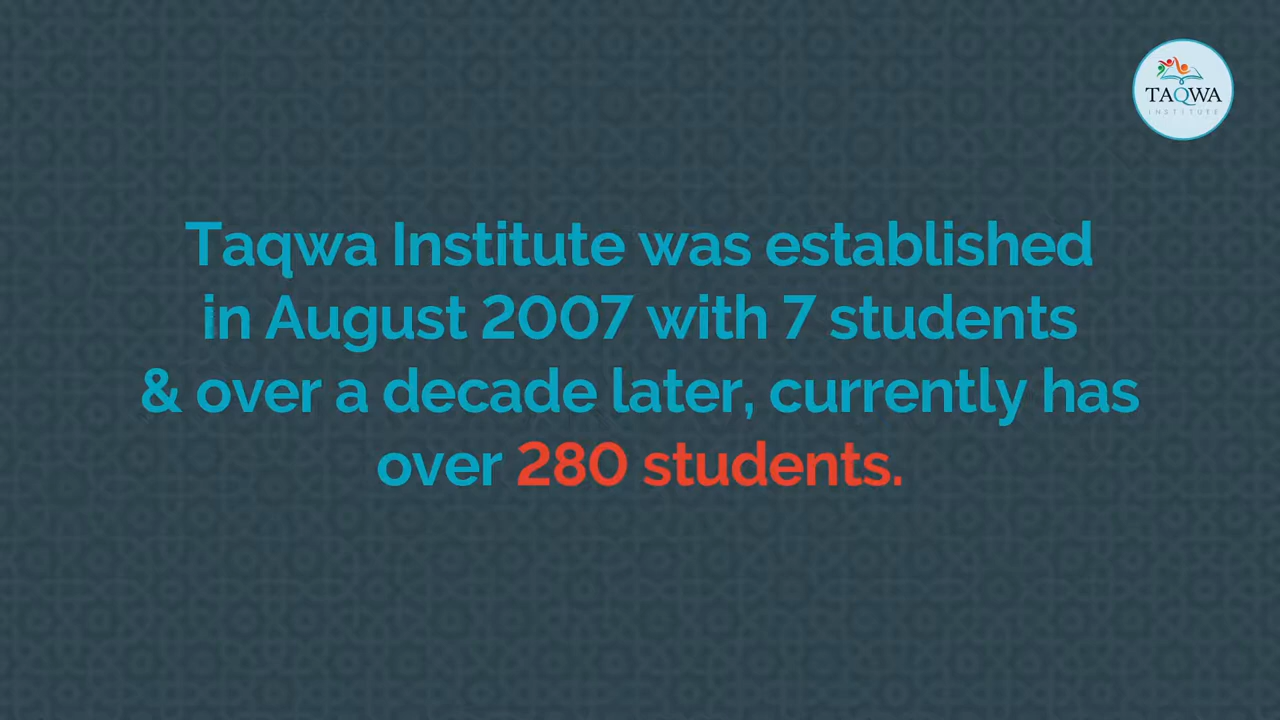 TAQWA
INSTITUTE
Taqwa Institute was established
in August 2007 with 7 students
& over a decade later, currently has
over 280 students.